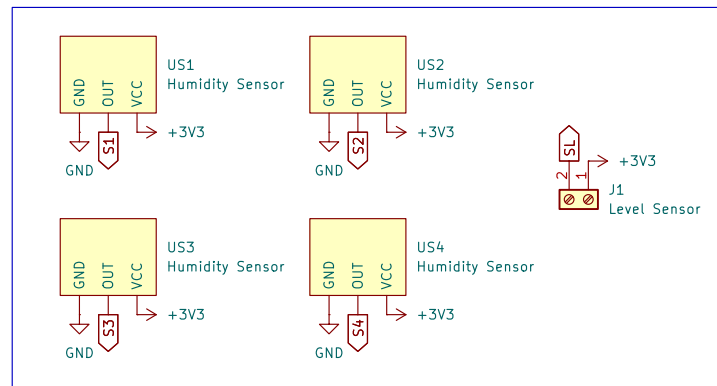 GND OUT VCC
US1
Humidity Sensor
GND
S1
+3V3
GND OUT VCC
US2
Humidity Sensor
GND
S2
+3V3
SL
+3V3
2 1
J1
Level Sensor
GND OUT VCC
US3
Humidity Sensor
GND
S3
+3V3
GND OUT VCC
US4
Humidity Sensor
GND
S4
+3V3